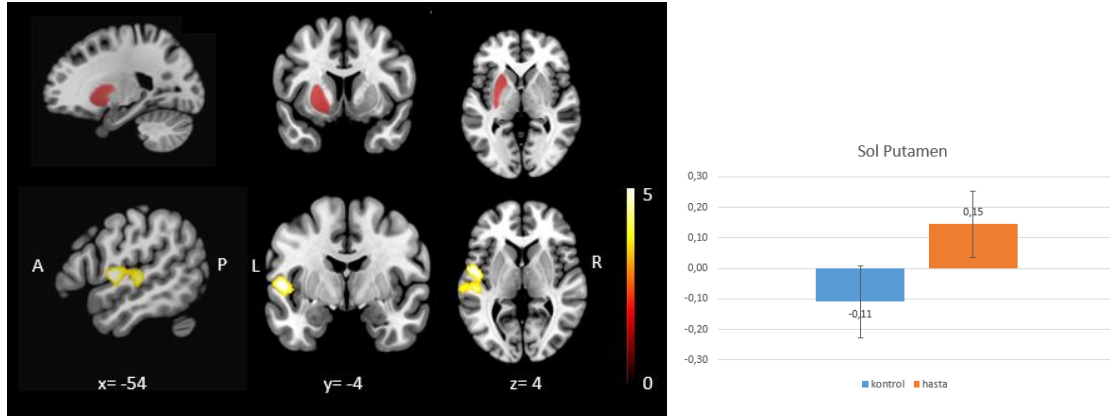 5
A
P
L
R
0
x= -54
y= -4
z= 4
Sol Putamen
0,30
0,20
0,10
0,00
-0,10
-0,20
-0,30
0,15
-0,11
kontrol
hasta